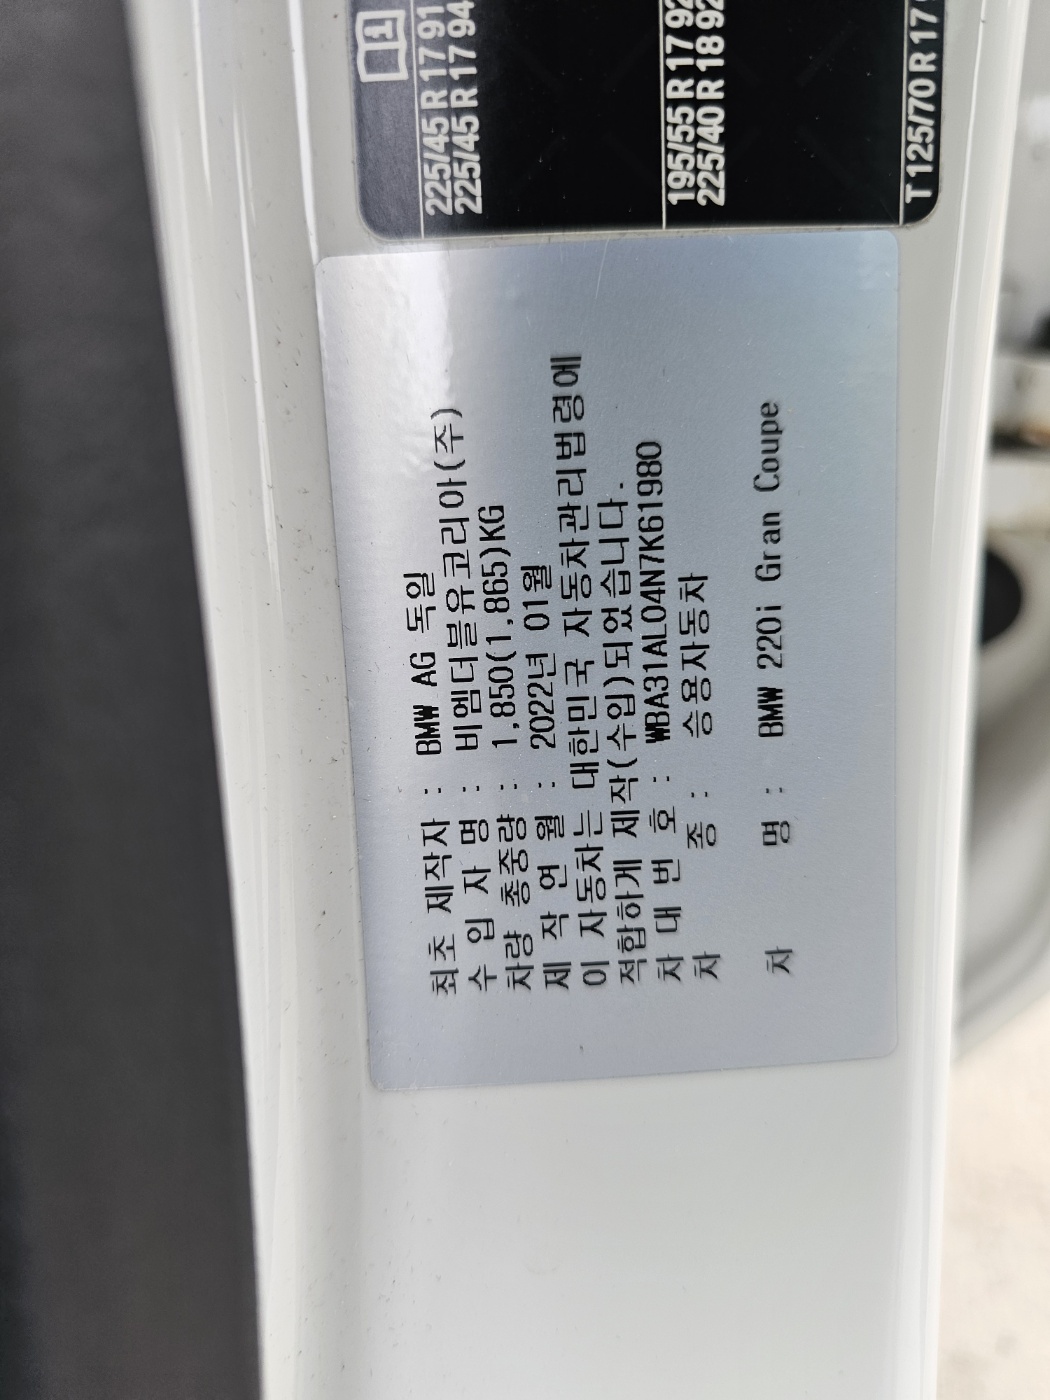 225/45 R 17 91
225/45 R 17 94
195/55 R 17 92
225/40 R 18 92
T 125/70 R 17
최초 제작자 : BMW AG 독일
수 입 자 명 : 비엠더블유코리아(주)
차량 총중량 : 1,850(1,865)KG
제 작 연 월 : 2022년 01월
이 자동차는 대한민국 자동차관리법령에
적합하게 제작(수입)되었습니다.
차 대 번 호 : WBA31AL04N7K61980
차 종 : 승용자동차
차 명 : BMW 220i Gran Coupe